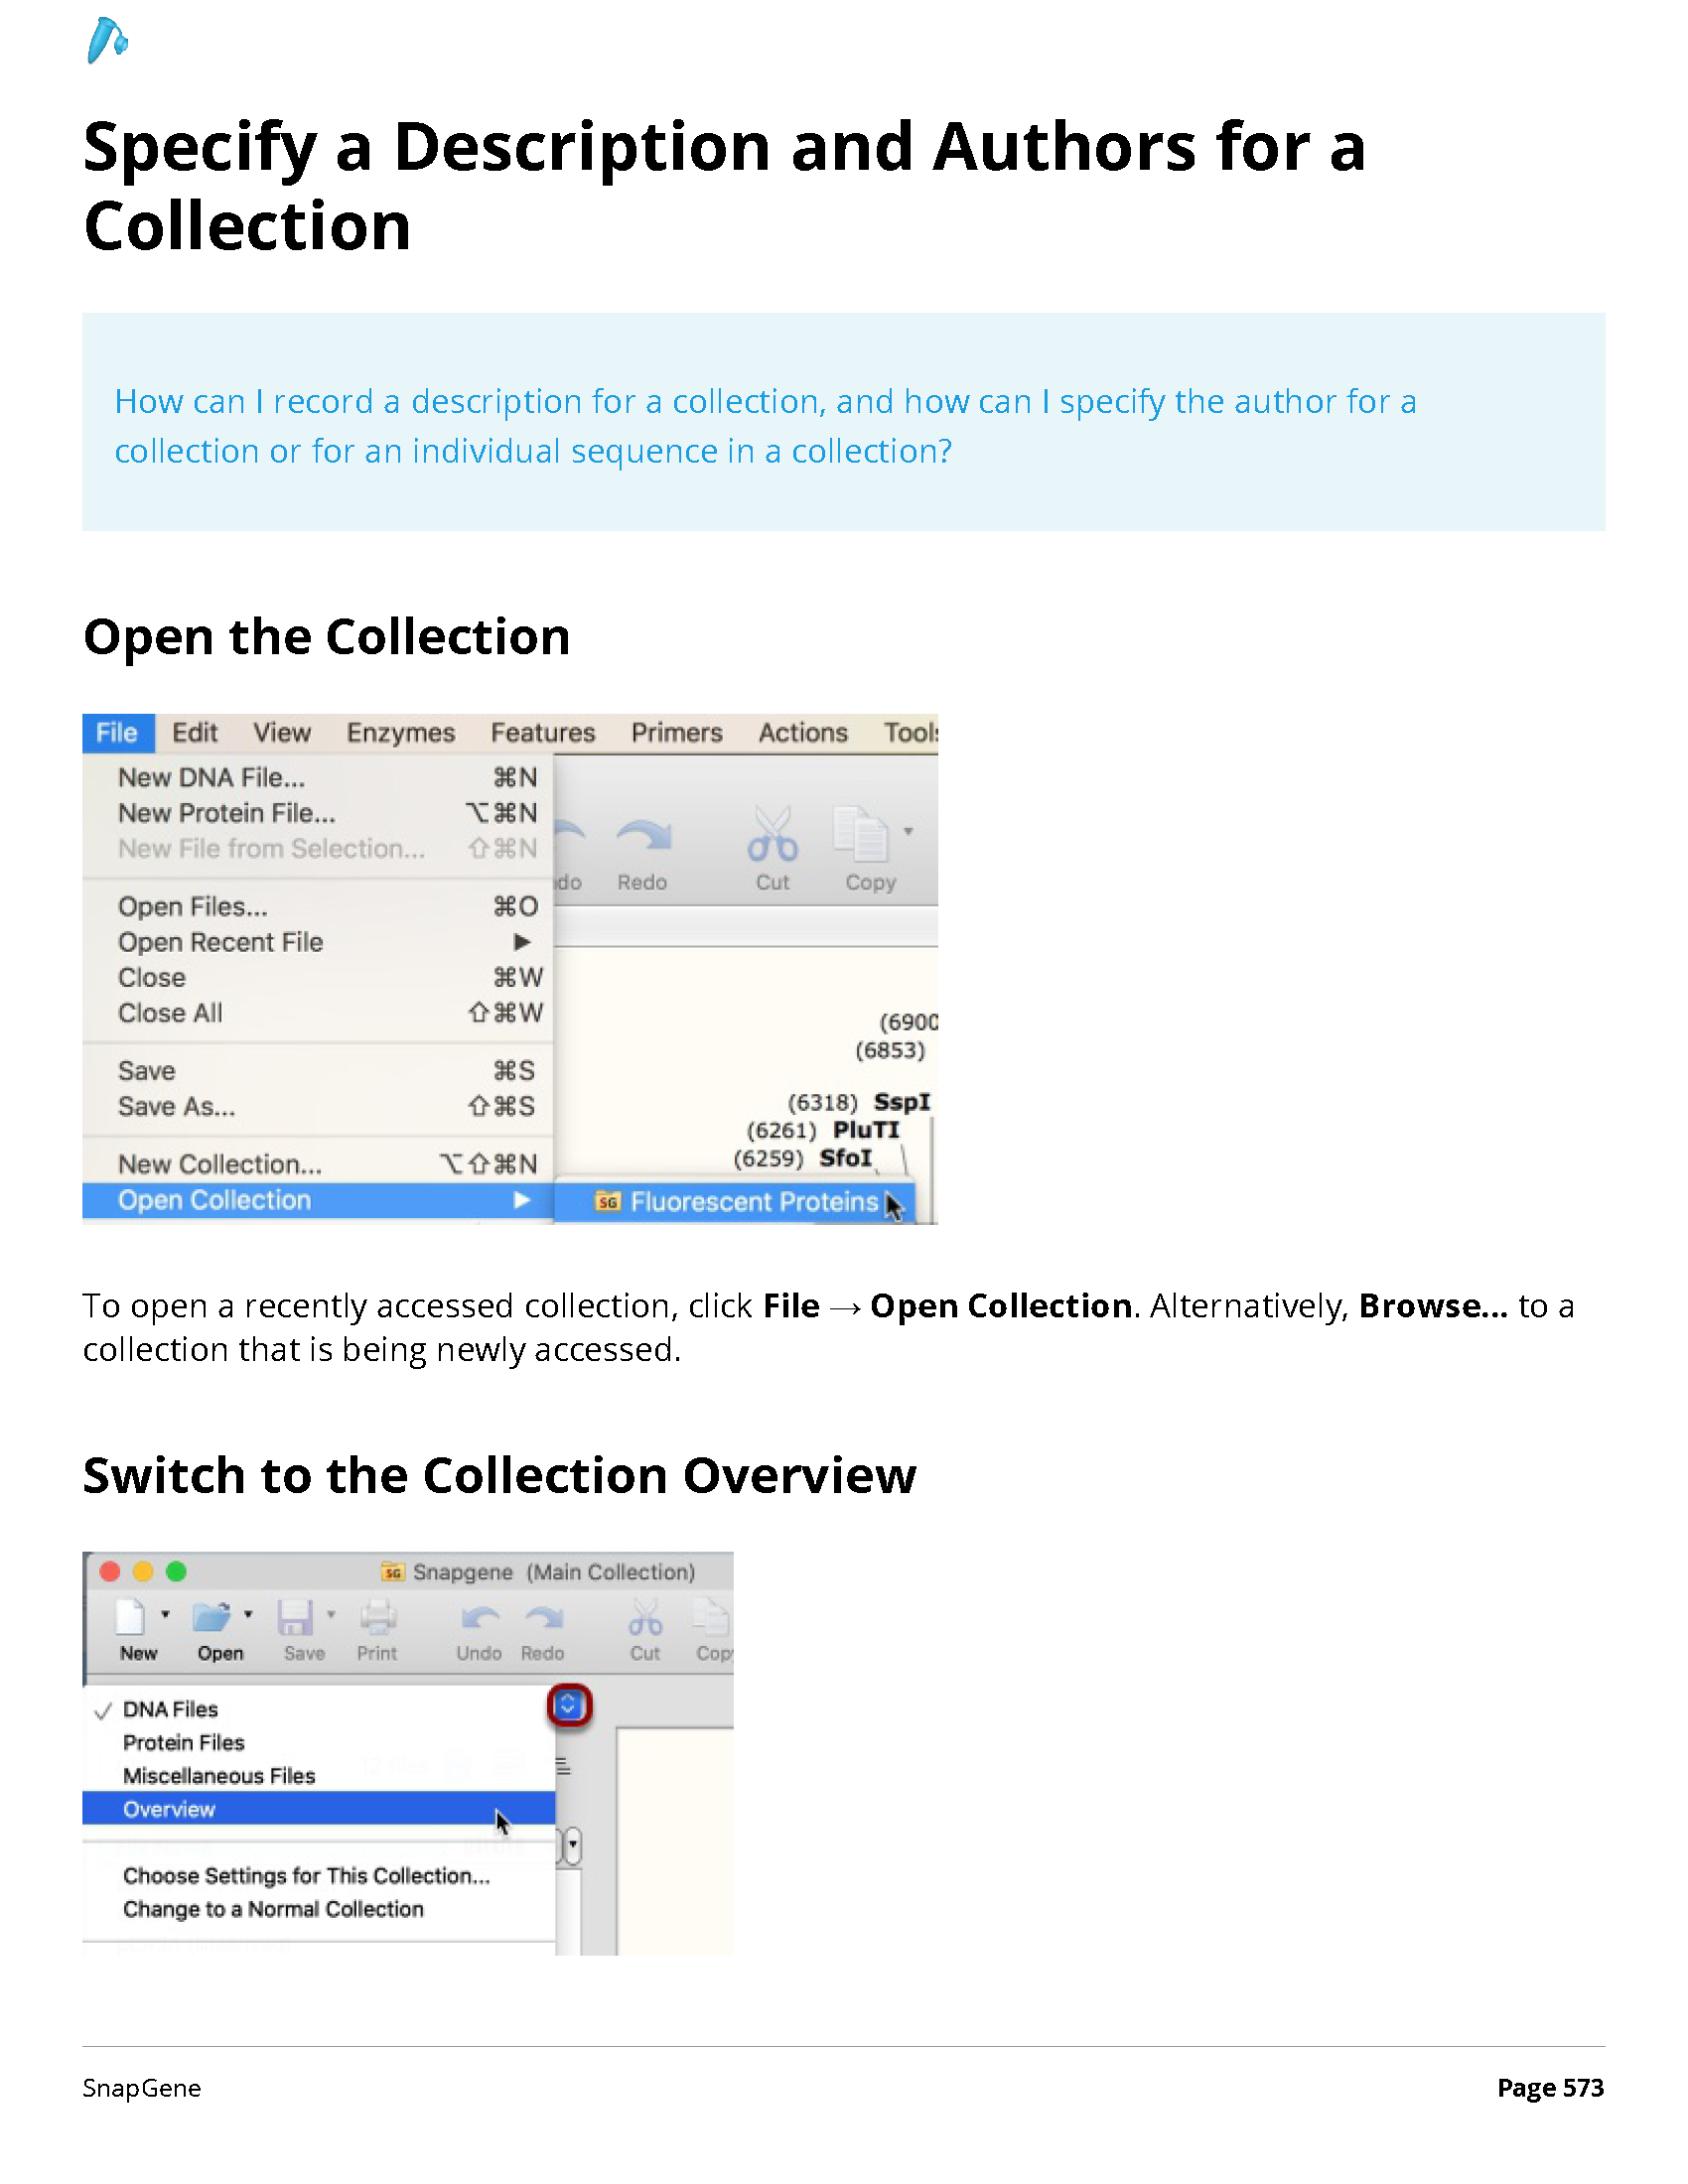 Specify a Description and Authors for a
Collection
How can I record a description for a collection, and how can I specify the author for a
collection or for an individual sequence in a collection?
Open the Collection
File Edit View Enzymes Features Primers Actions
New DNA File... ⌘N
New Protein File... ⌥⌘N
New File from Selection... ⇧⌘N
Redo Cut Copy
Open Files... ⌘O
Open Recent File ▶
Close ⌘W
Close All ⇧⌘W
(6900
(6853)
Save ⌘S
Save As... ⇧⌘S
(6318) SspI
(6261) PluTI
(6259) SfoI
New Collection... ⌥⇧⌘N
Open Collection ▶ SG Fluorescent Proteins
To open a recently accessed collection, click File → Open Collection. Alternatively, Browse... to a
collection that is being newly accessed.
Switch to the Collection Overview
SG Snapgene (Main Collection)
New Open Save Print Undo Redo Cut Cop
✓ DNA Files
Protein Files
Miscellaneous Files
Overview
Choose Settings for This Collection...
Change to a Normal Collection
SnapGene Page 573